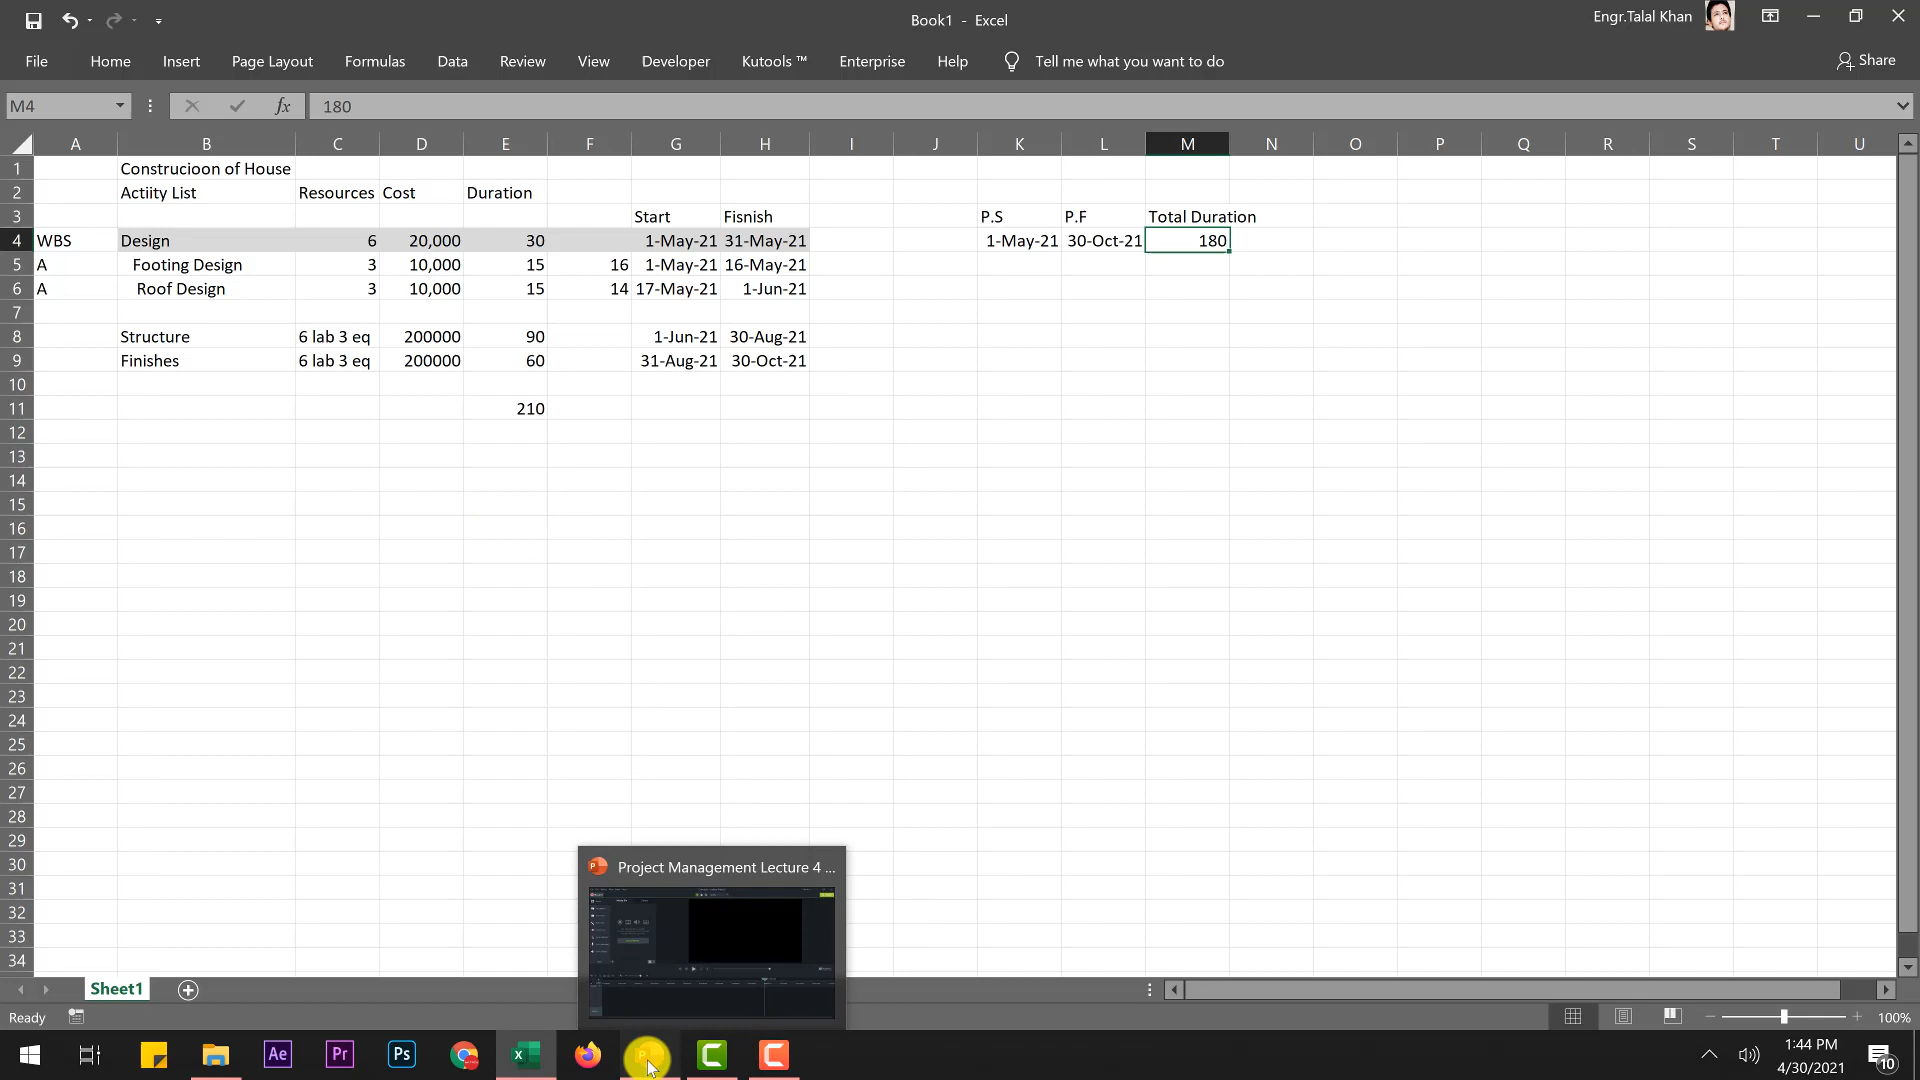 Book1 - Excel
Engr.Talal Khan
File Home Insert Page Layout Formulas Data Review View Developer Kutools ™ Enterprise Help Tell me what you want to do Share
M4 fx 180
A B C D E F G H I J K L M N O P Q R S T U
1 Construcioon of House
2 Actiity List Resources Cost Duration
3 Start Fisnish P.S P.F Total Duration
4 WBS Design 6 20,000 30 1-May-21 31-May-21 1-May-21 30-Oct-21 180
5 A Footing Design 3 10,000 15 16 1-May-21 16-May-21
6 A Roof Design 3 10,000 15 14 17-May-21 1-Jun-21
7
8 Structure 6 lab 3 eq 200000 90 1-Jun-21 30-Aug-21
9 Finishes 6 lab 3 eq 200000 60 31-Aug-21 30-Oct-21
10
11 210
12
13
14
15
16
17
18
19
20
21
22
23
24
25
26
27
28
29
30
31
32
33
34
Project Management Lecture 4 ...
Sheet1
Ready 100%
Ae Pr Ps
1:44 PM
4/30/2021
10